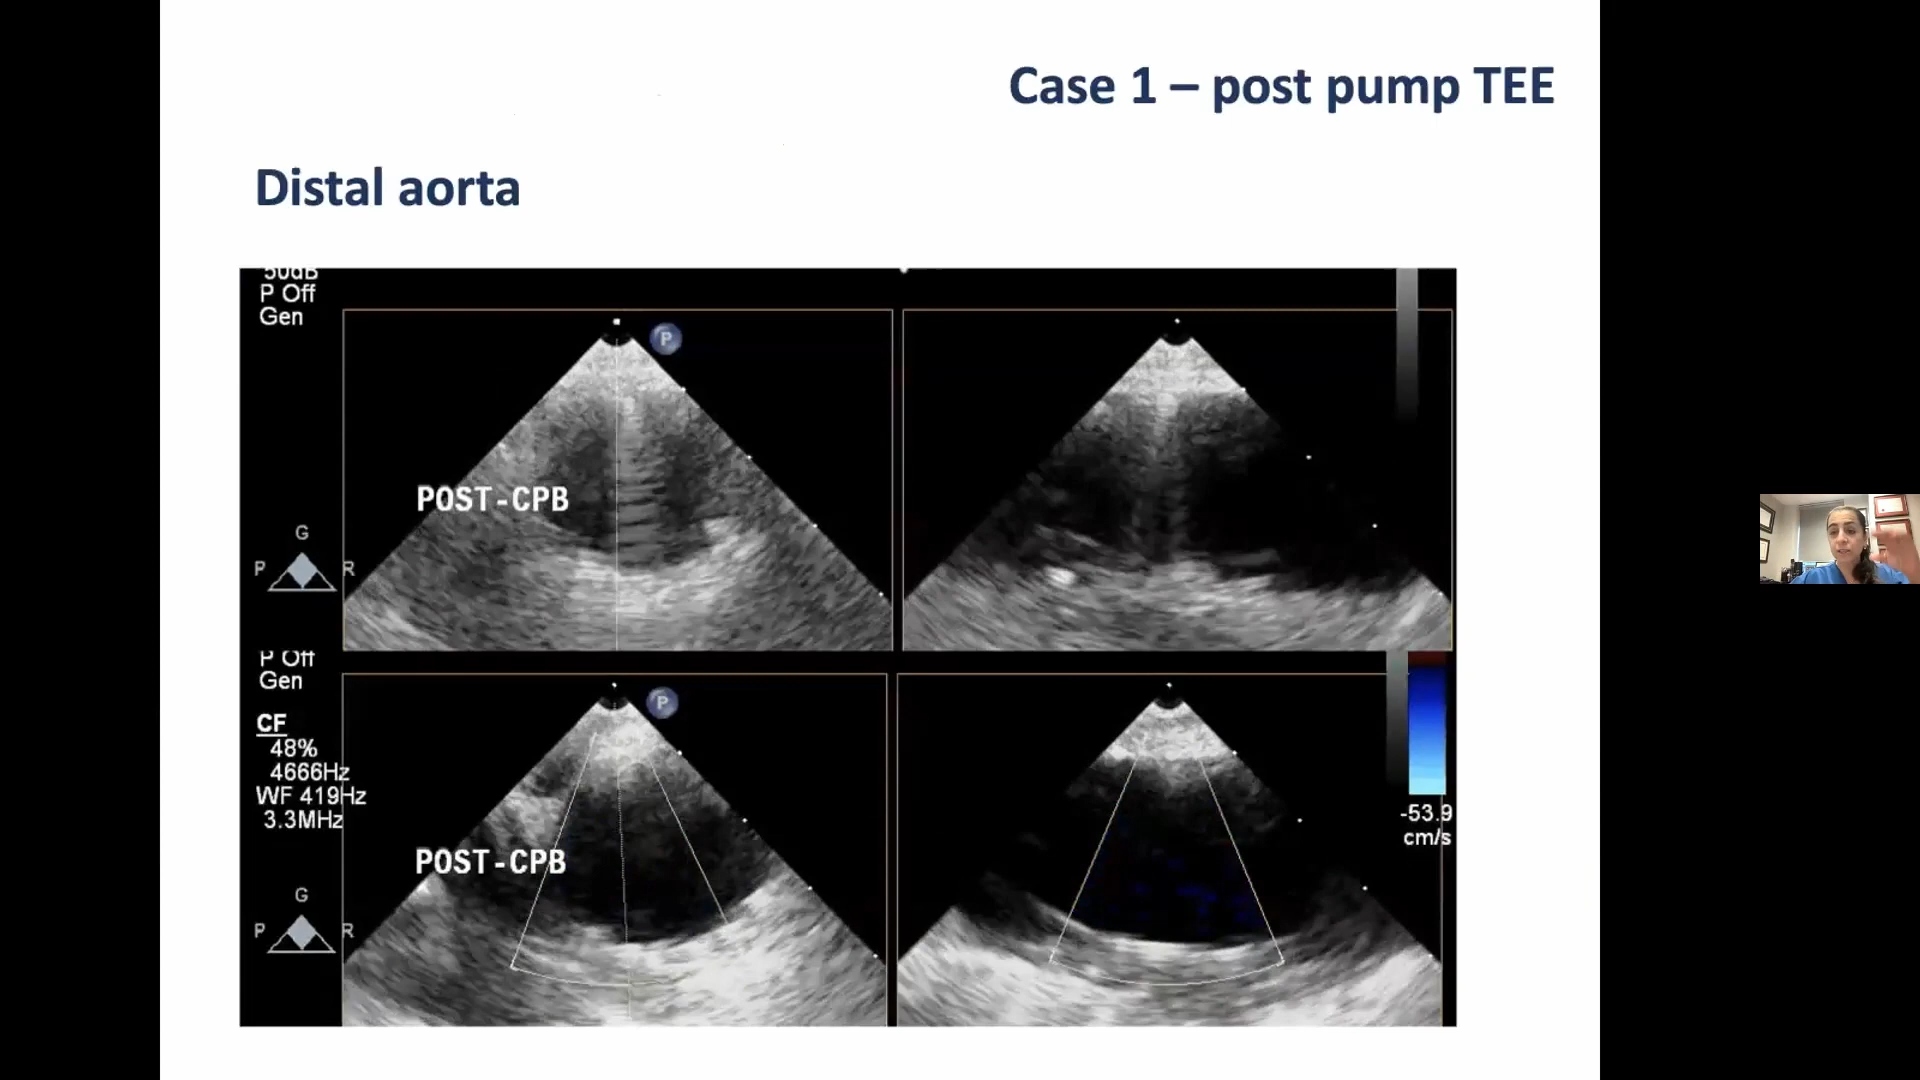 Case 1 – post pump TEE
Distal aorta
50dB
P Off
Gen
P
POST-CPB
G
P R
P Off
Gen
P
CF
48%
4666Hz
WF 419Hz
3.3MHz
-53.9
cm/s
POST-CPB
G
P R